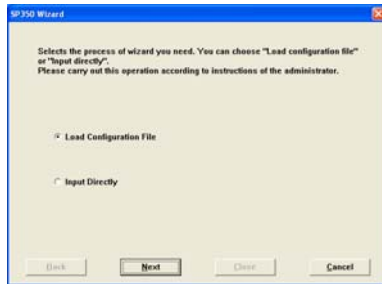 SP350 Wizard
Selects the process of wizard you need. You can choose "Load configuration file"
or "Input directly".
Please carry out this operation according to instructions of the administrator.
Load Configuration File
Input Directly
Back Next Close Cancel